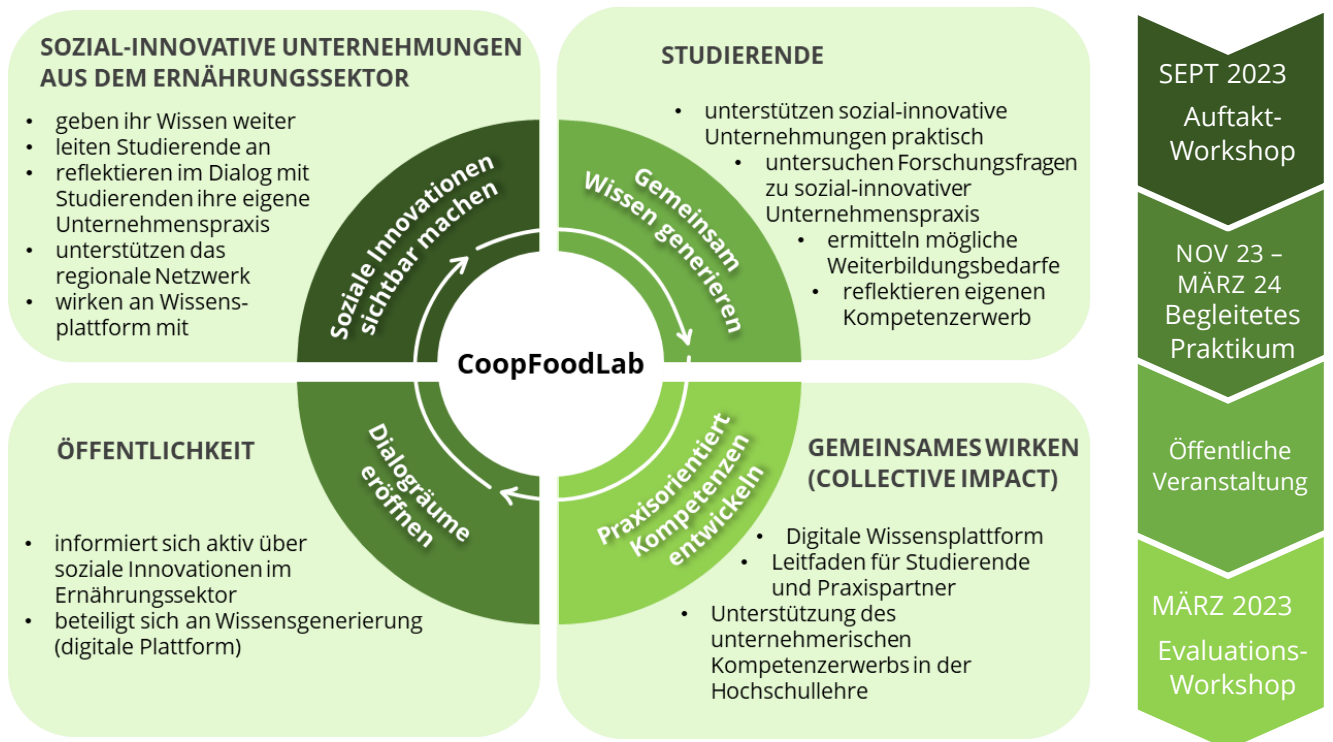 SOZIAL-INNOVATIVE UNTERNEHMUNGEN
AUS DEM ERNÄHRUNGSSEKTOR
• geben ihr Wissen weiter
• leiten Studierende an
• reflektieren im Dialog mit
Studierenden ihre eigene
Unternehmenspraxis
• unterstützen das
regionale Netzwerk
• wirken an Wissens-
plattform mit
STUDIERENDE
• unterstützen sozial-innovative
Unternehmungen praktisch
• untersuchen Forschungsfragen
zu sozial-innovativer
Unternehmenspraxis
• ermitteln mögliche
Weiterbildungsbedarfe
• reflektieren eigenen
Kompetenzerwerb
Soziale Innovationen
sichtbar machen
Gemeinsam
Wissen generieren
CoopFoodLab
Dialogräume
eröffnen
Praxisorientiert
Kompetenzen
entwickeln
ÖFFENTLICHKEIT
• informiert sich aktiv über
soziale Innovationen im
Ernährungssektor
• beteiligt sich an Wissensgenerierung
(digitale Plattform)
GEMEINSAMES WIRKEN
(COLLECTIVE IMPACT)
• Digitale Wissensplattform
• Leitfaden für Studierende
und Praxispartner
• Unterstützung des
unternehmerischen
Kompetenzerwerbs in der
Hochschullehre
SEPT 2023
Auftakt-
Workshop
NOV 23 –
MÄRZ 24
Begleitetes
Praktikum
Öffentliche
Veranstaltung
MÄRZ 2023
Evaluations-
Workshop